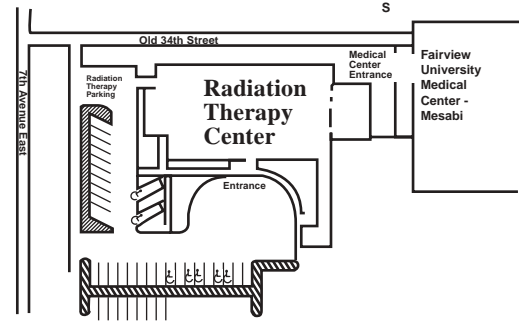 S
Old 34th Street
7th Avenue East
Radiation
Therapy
Parking
Radiation
Therapy
Center
Medical
Center
Entrance
Fairview
University
Medical
Center -
Mesabi
Entrance